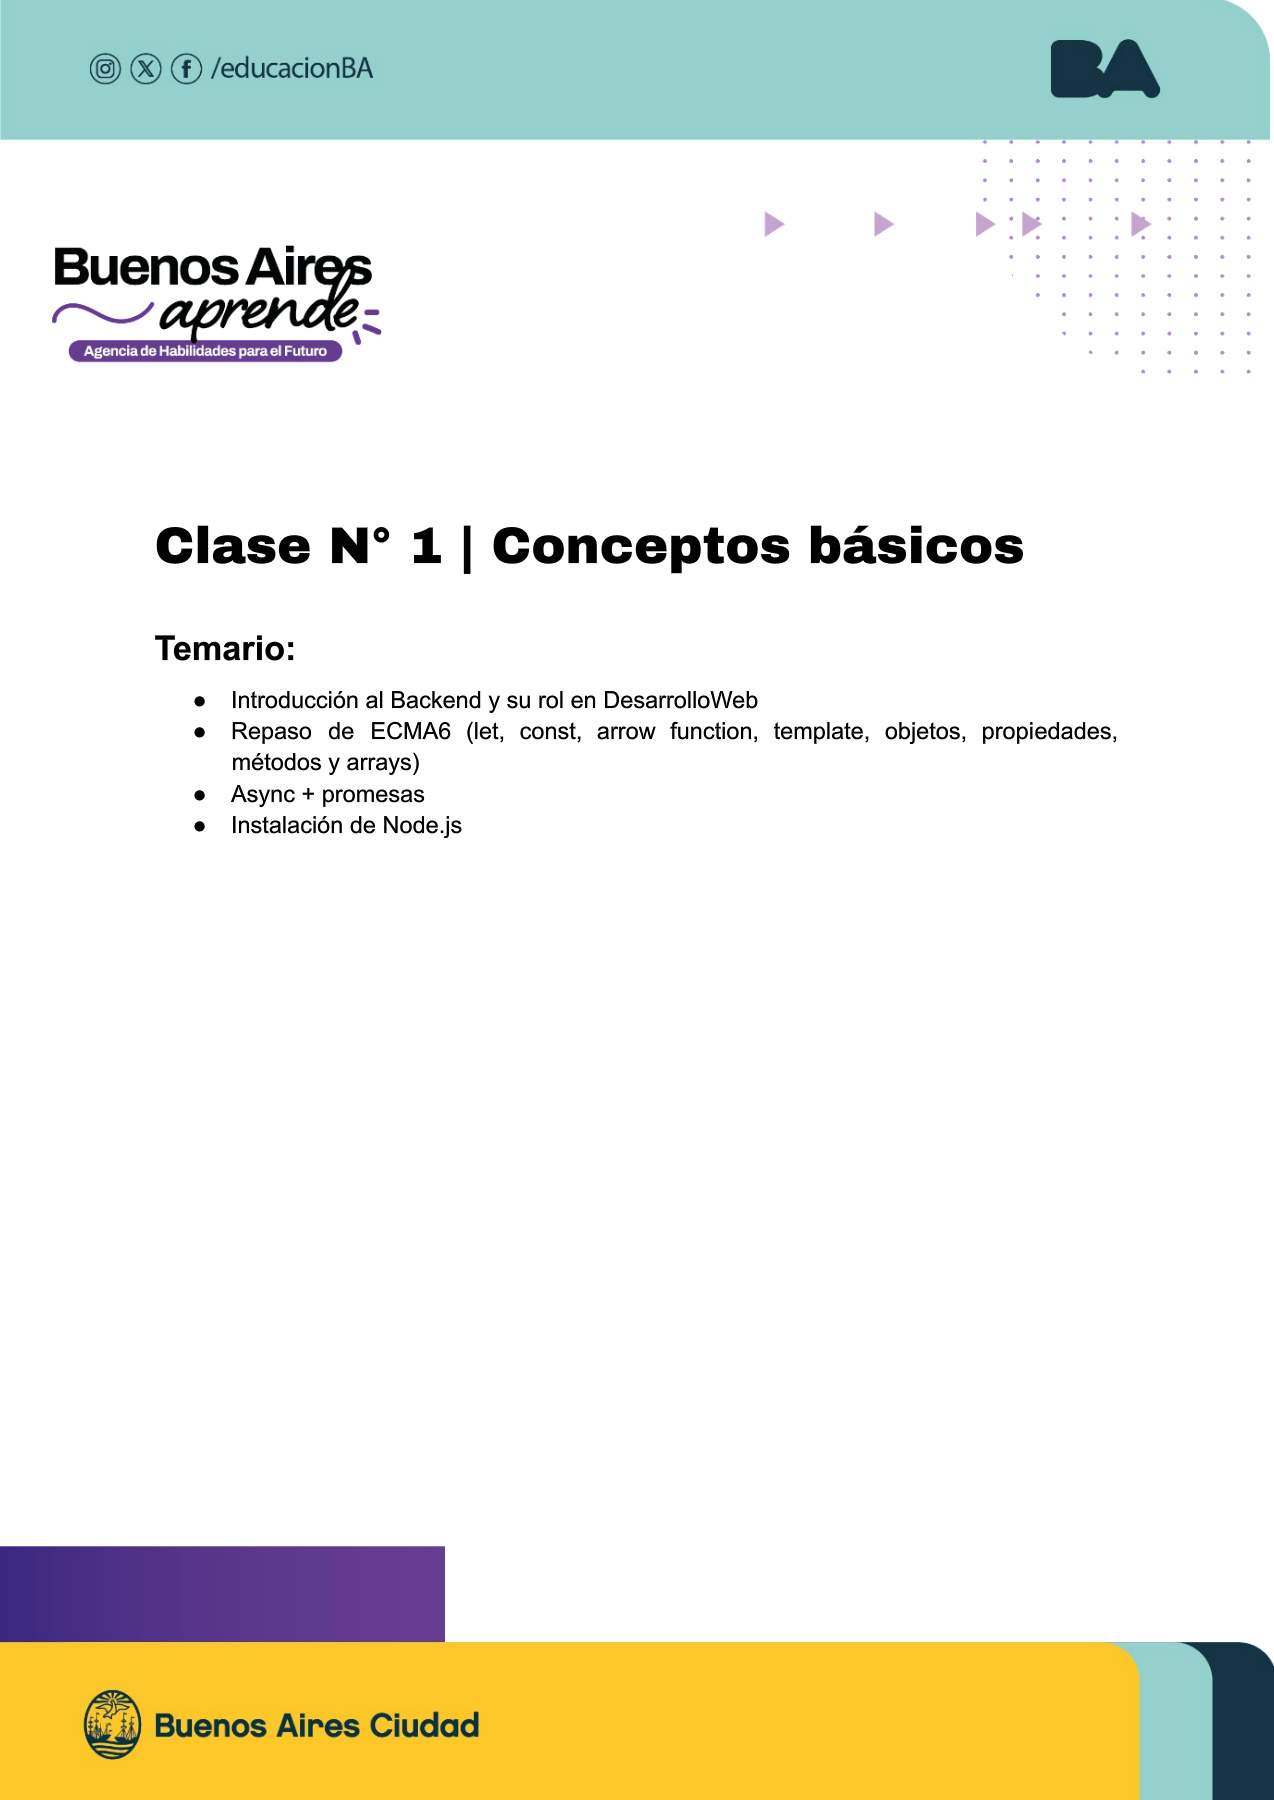 /educacionBA
BA
Buenos Aires
aprende
Agencia de Habilidades para el Futuro
Clase N° 1 | Conceptos básicos
Temario:
● Introducción al Backend y su rol en DesarrolloWeb
● Repaso de ECMA6 (let, const, arrow function, template, objetos, propiedades,
métodos y arrays)
● Async + promesas
● Instalación de Node.js
Buenos Aires Ciudad